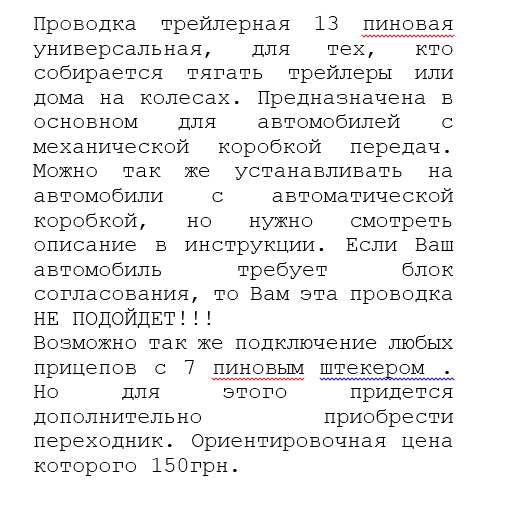 Проводка трейлерная 13 пиновая
универсальная, для тех, кто
собирается тягать трейлеры или
дома на колесах. Предназначена в
основном для автомобилей с
механической коробкой передач.
Можно так же устанавливать на
автомобили с автоматической
коробкой, но нужно смотреть
описание в инструкции. Если Ваш
автомобиль требует блок
согласования, то Вам эта проводка
НЕ ПОДОЙДЕТ!!!
Возможно так же подключение любых
прицепов с 7 пиновым штекером .
Но для этого придется
дополнительно приобрести
переходник. Ориентировочная цена
которого 150грн.